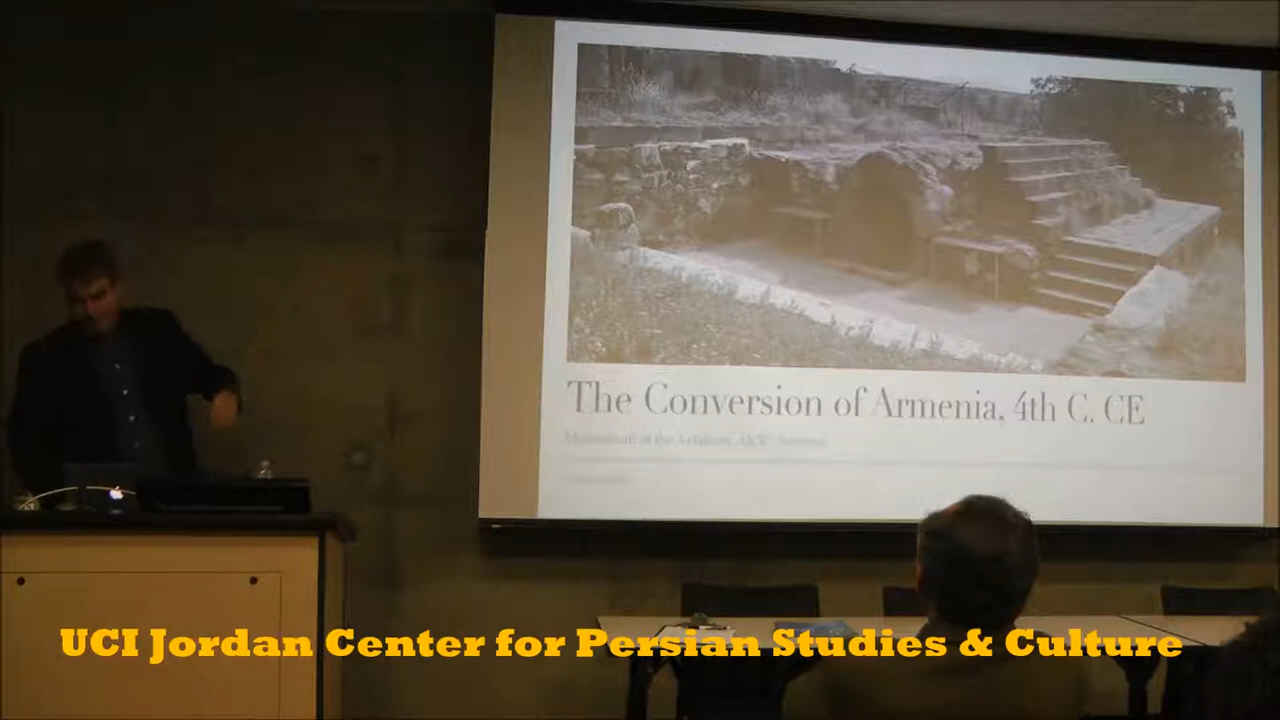 The Conversion of Armenia, 4th C. CE
UCI Jordan Center for Persian Studies & Culture